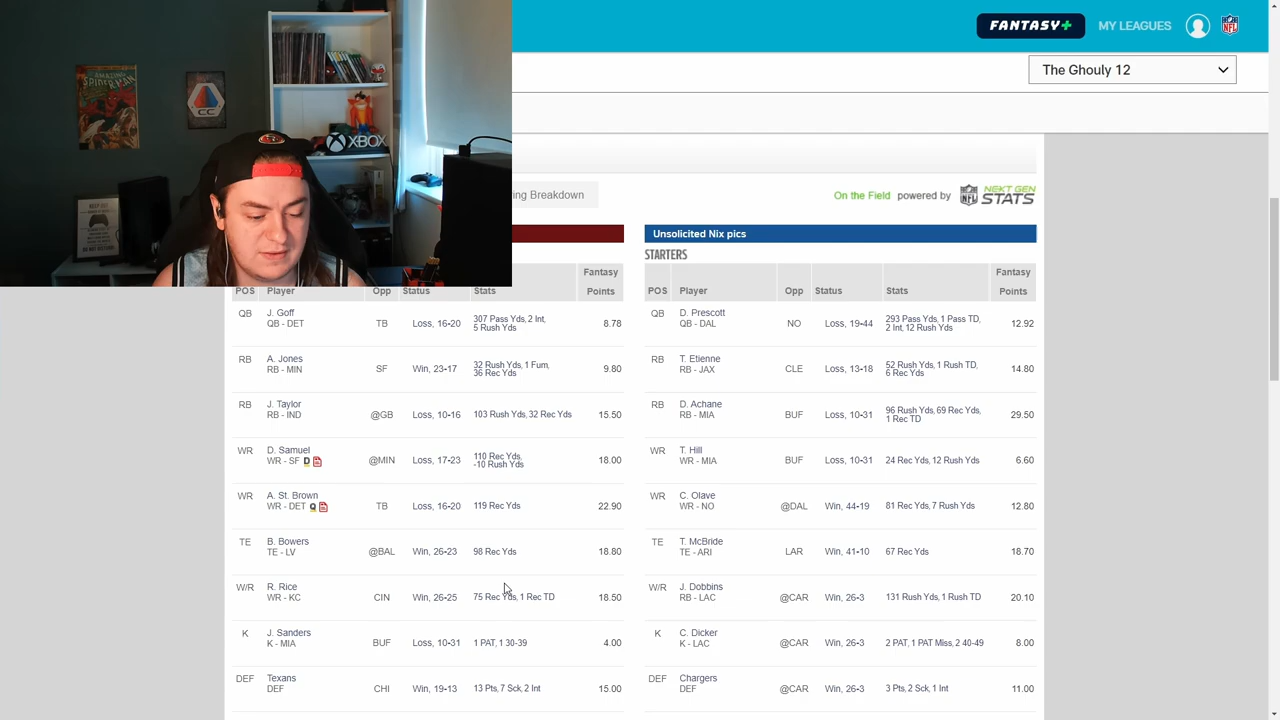 FANTASY+ MY LEAGUES
The Ghouly 12
ing Breakdown
On the Field powered by NFL NEXT GEN STATS
Unsolicited Nix pics
STARTERS
POS Player Opp Status Stats Fantasy Points
POS Player Opp Status Stats Fantasy Points
QB J. Goff QB - DET TB Loss, 16-20 307 Pass Yds, 2 Int, 5 Rush Yds 8.78
QB D. Prescott QB - DAL NO Loss, 19-44 293 Pass Yds, 1 Pass TD, 2 Int, 12 Rush Yds 12.92
RB A. Jones RB - MIN SF Win, 23-17 32 Rush Yds, 1 Fum, 36 Rec Yds 9.80
RB T. Etienne RB - JAX CLE Loss, 13-18 52 Rush Yds, 1 Rush TD, 6 Rec Yds 14.80
RB J. Taylor RB - IND @GB Loss, 10-16 103 Rush Yds, 32 Rec Yds 15.50
RB D. Achane RB - MIA BUF Loss, 10-31 96 Rush Yds, 69 Rec Yds, 1 Rec TD 29.50
WR D. Samuel WR - SF D @MIN Loss, 17-23 110 Rec Yds, -10 Rush Yds 18.00
WR T. Hill WR - MIA BUF Loss, 10-31 24 Rec Yds, 12 Rush Yds 6.60
WR A. St. Brown WR - DET Q TB Loss, 16-20 119 Rec Yds 22.90
WR C. Olave WR - NO @DAL Win, 44-19 81 Rec Yds, 7 Rush Yds 12.80
TE B. Bowers TE - LV @BAL Win, 26-23 98 Rec Yds 18.80
TE T. McBride TE - ARI LAR Win, 41-10 67 Rec Yds 18.70
W/R R. Rice WR - KC CIN Win, 26-25 75 Rec Yds, 1 Rec TD 18.50
W/R J. Dobbins RB - LAC @CAR Win, 26-3 131 Rush Yds, 1 Rush TD 20.10
K J. Sanders K - MIA BUF Loss, 10-31 1 PAT, 1 30-39 4.00
K C. Dicker K - LAC @CAR Win, 26-3 2 PAT, 1 PAT Miss, 2 40-49 8.00
DEF Texans DEF CHI Win, 19-13 13 Pts, 7 Sck, 2 Int 15.00
DEF Chargers DEF @CAR Win, 26-3 3 Pts, 2 Sck, 1 Int 11.00
XBOX